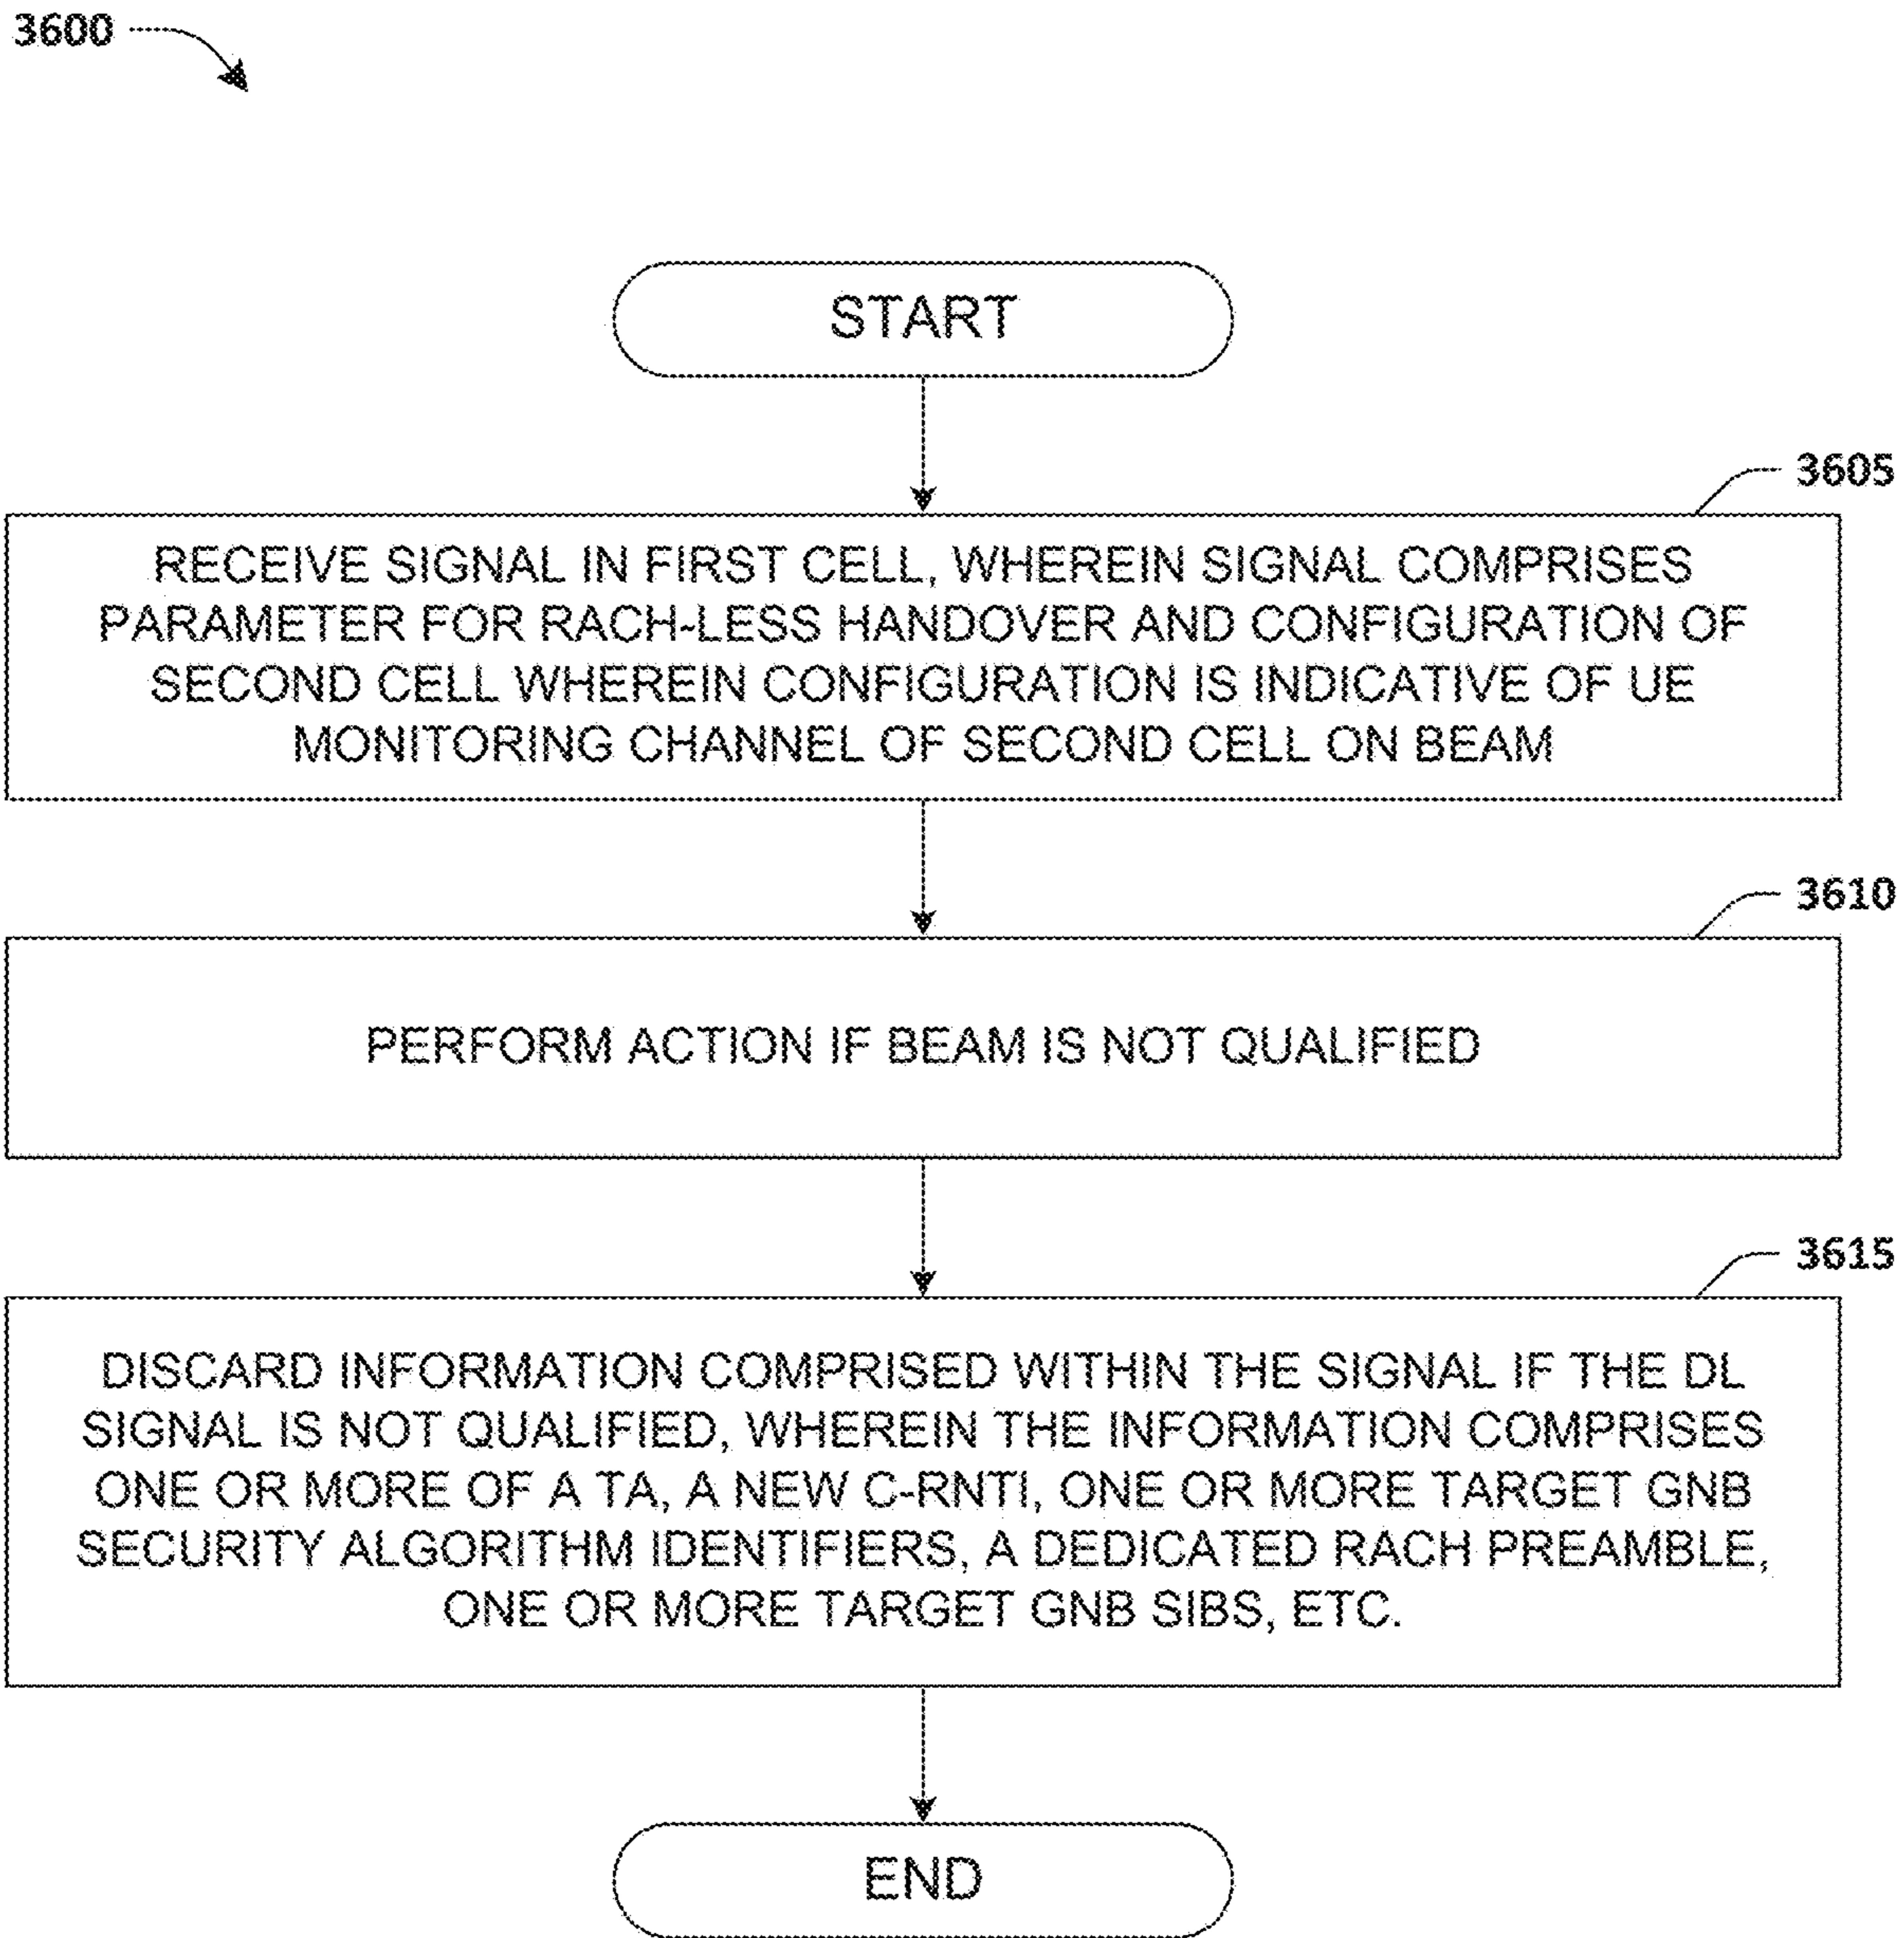 3600
START
3605
RECEIVE SIGNAL IN FIRST CELL, WHEREIN SIGNAL COMPRISES
PARAMETER FOR RACH-LESS HANDOVER AND CONFIGURATION OF
SECOND CELL WHEREIN CONFIGURATION IS INDICATIVE OF UE
MONITORING CHANNEL OF SECOND CELL ON BEAM
3610
PERFORM ACTION IF BEAM IS NOT QUALIFIED
3615
DISCARD INFORMATION COMPRISED WITHIN THE SIGNAL IF THE DL
SIGNAL IS NOT QUALIFIED, WHEREIN THE INFORMATION COMPRISES
ONE OR MORE OF A TA, A NEW C-RNTI, ONE OR MORE TARGET GNB
SECURITY ALGORITHM IDENTIFIERS, A DEDICATED RACH PREAMBLE,
ONE OR MORE TARGET GNB SIBS, ETC.
END